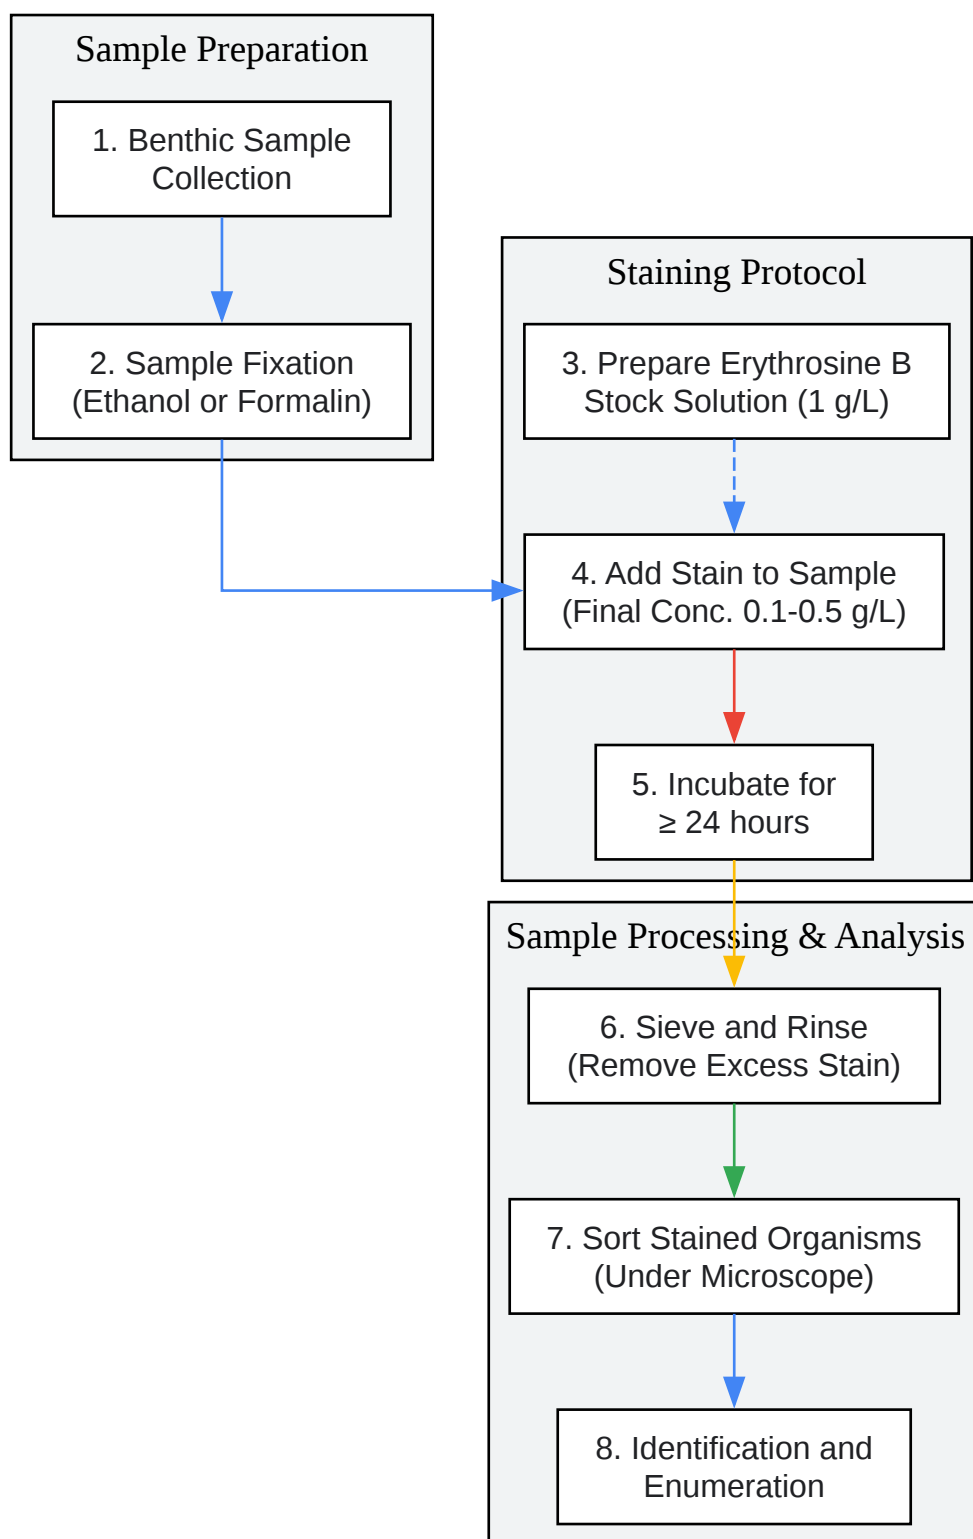 Sample Preparation
1. Benthic Sample
Collection
2. Sample Fixation
(Ethanol or Formalin)
Staining Protocol
3. Prepare Erythrosine B
Stock Solution (1 g/L)
4. Add Stain to Sample
(Final Conc. 0.1-0.5 g/L)
5. Incubate for
≥ 24 hours
Sample Processing & Analysis
6. Sieve and Rinse
(Remove Excess Stain)
7. Sort Stained Organisms
(Under Microscope)
8. Identification and
Enumeration